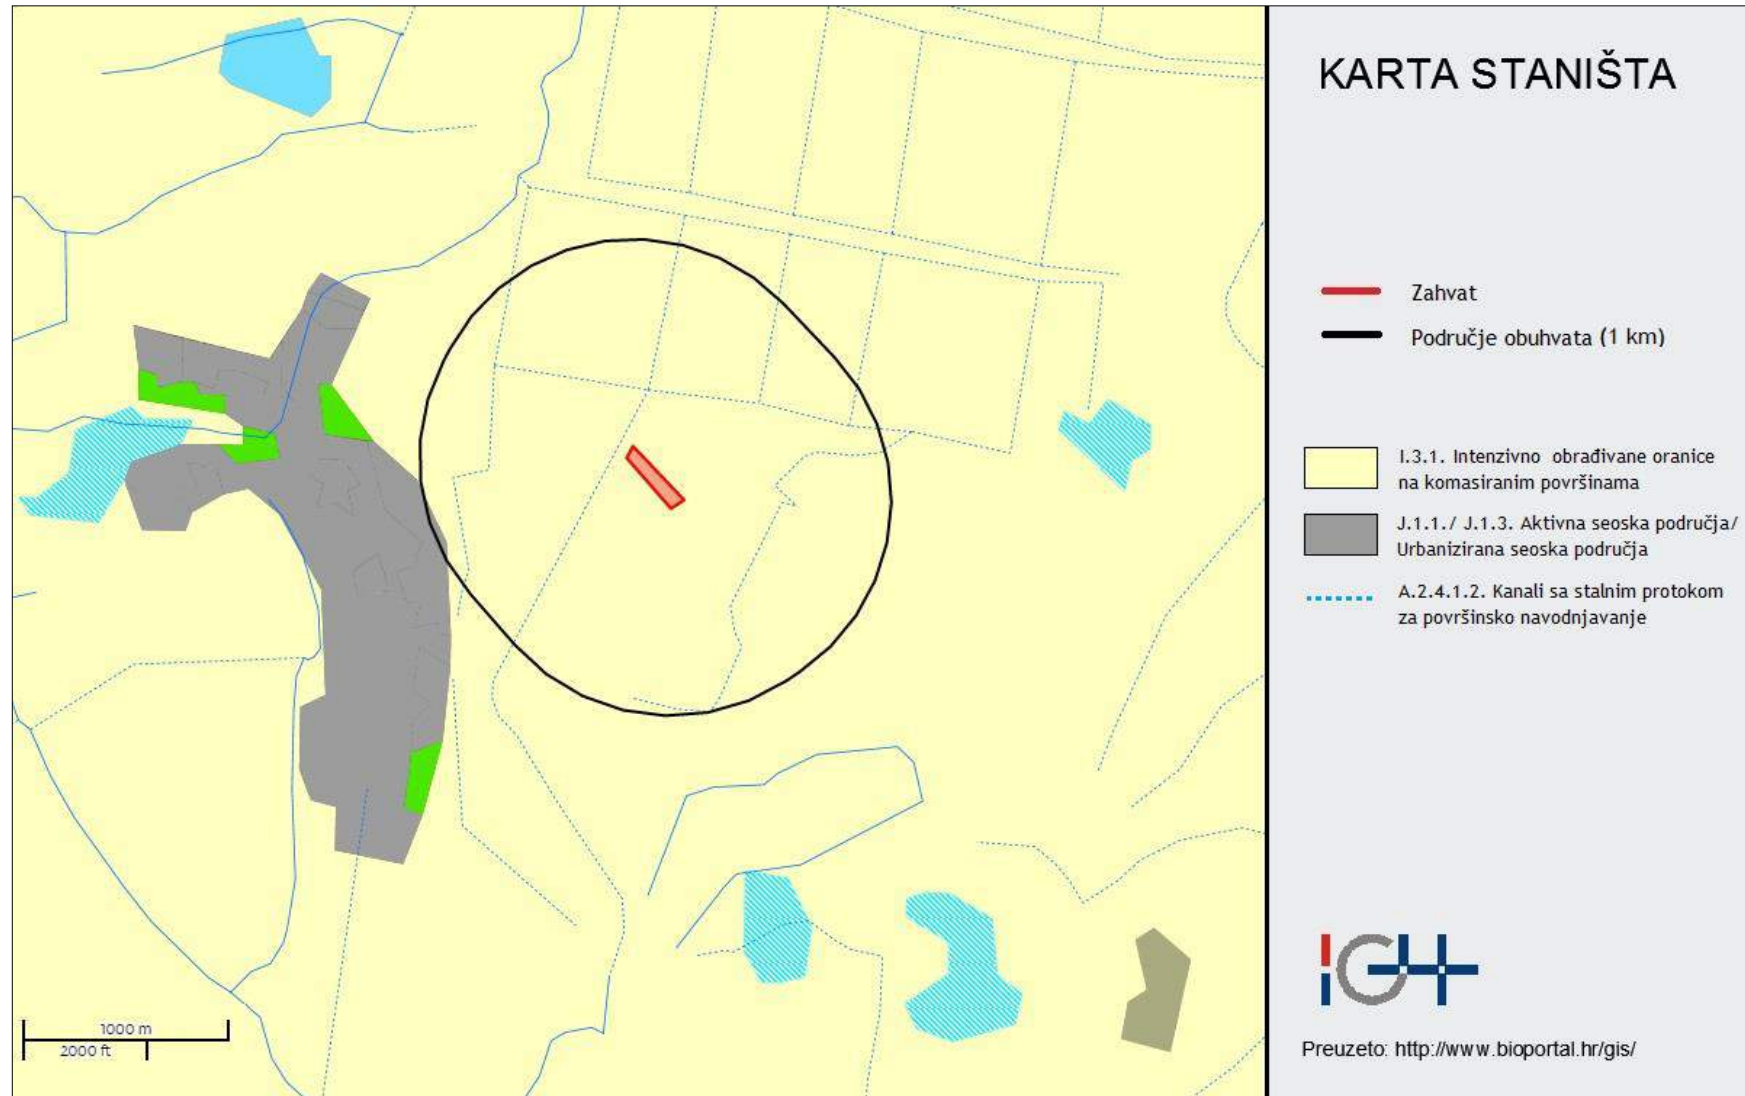 KARTA STANIŠTA
Zahvat
Područje obuhvata (1 km)
I.3.1. Intenzivno obrađivane oranice
na komasiranim površinama
J.1.1./ J.1.3. Aktivna seoska područja/
Urbanizirana seoska područja
A.2.4.1.2. Kanali sa stalnim protokom
za površinsko navodnjavanje
1000 m
2000 ft
IGH
Preuzeto: http://www.bioportal.hr/gis/